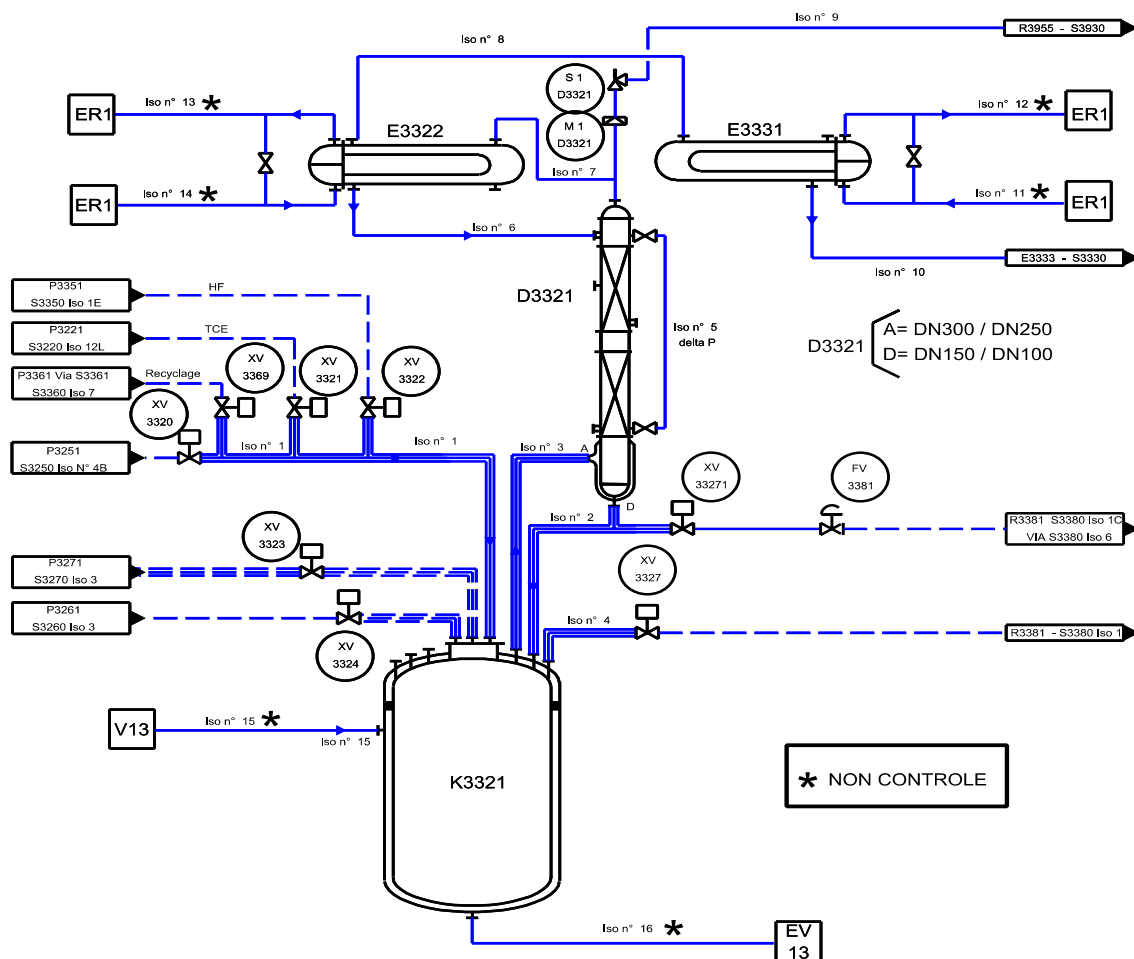 Iso n° 9
R3955 - S3930
Iso n° 8
S 1
D3321
M 1
D3321
Iso n° 13 *
ER1
E3322
E3331
Iso n° 12 *
ER1
Iso n° 7
Iso n° 14 *
ER1
Iso n° 11 *
ER1
Iso n° 6
E3333 - S3330
Iso n° 10
P3351
S3350 Iso 1E
HF
D3321
P3221
S3220 Iso 12L
TCE
Iso n° 5
delta P
D3321
A= DN300 / DN250
D= DN150 / DN100
P3361 Via S3361
S3360 Iso 7
Recyclage
XV
3369
XV
3321
XV
3322
XV
3320
P3251
S3250 Iso N° 4B
Iso n° 1
Iso n° 1
Iso n° 3
A
XV
33271
FV
3381
D
Iso n° 2
R3381 S3380 Iso 1C
VIA S3380 Iso 6
XV
3323
P3271
S3270 Iso 3
XV
3327
P3261
S3260 Iso 3
Iso n° 4
R3381 - S3380 Iso 1
XV
3324
V13
Iso n° 15 *
Iso n° 15
K3321
* NON CONTROLE
Iso n° 16 *
EV
13